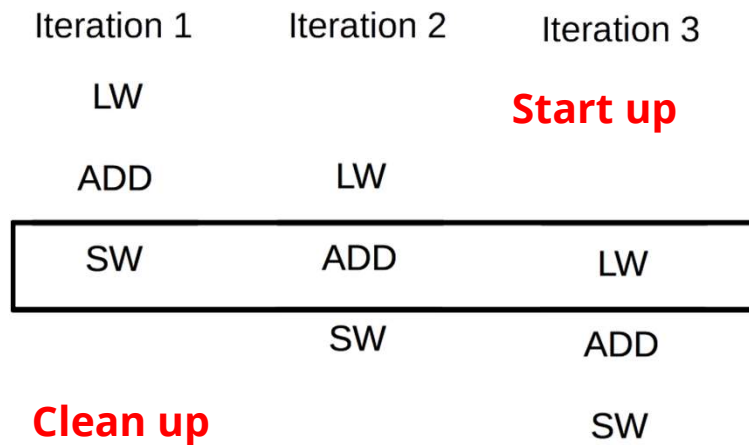 Iteration 1 Iteration 2 Iteration 3
LW
Start up
ADD LW
SW ADD LW
SW ADD
Clean up
SW